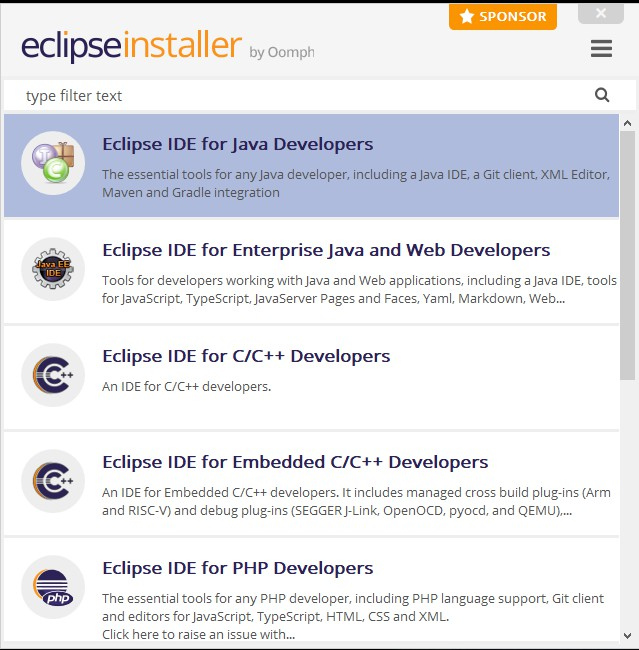 SPONSOR
eclipseinstaller by Oomph
type filter text
Eclipse IDE for Java Developers
The essential tools for any Java developer, including a Java IDE, a Git client, XML Editor,
Maven and Gradle integration
Java EE
IDE
Eclipse IDE for Enterprise Java and Web Developers
Tools for developers working with Java and Web applications, including a Java IDE, tools
for JavaScript, TypeScript, JavaServer Pages and Faces, Yaml, Markdown, Web...
C++
Eclipse IDE for C/C++ Developers
An IDE for C/C++ developers.
C++
Eclipse IDE for Embedded C/C++ Developers
An IDE for Embedded C/C++ developers. It includes managed cross build plug-ins (Arm
and RISC-V) and debug plug-ins (SEGGER J-Link, OpenOCD, pyocd, and QEMU),...
php
Eclipse IDE for PHP Developers
The essential tools for any PHP developer, including PHP language support, Git client
and editors for JavaScript, TypeScript, HTML, CSS and XML.
Click here to raise an issue with...